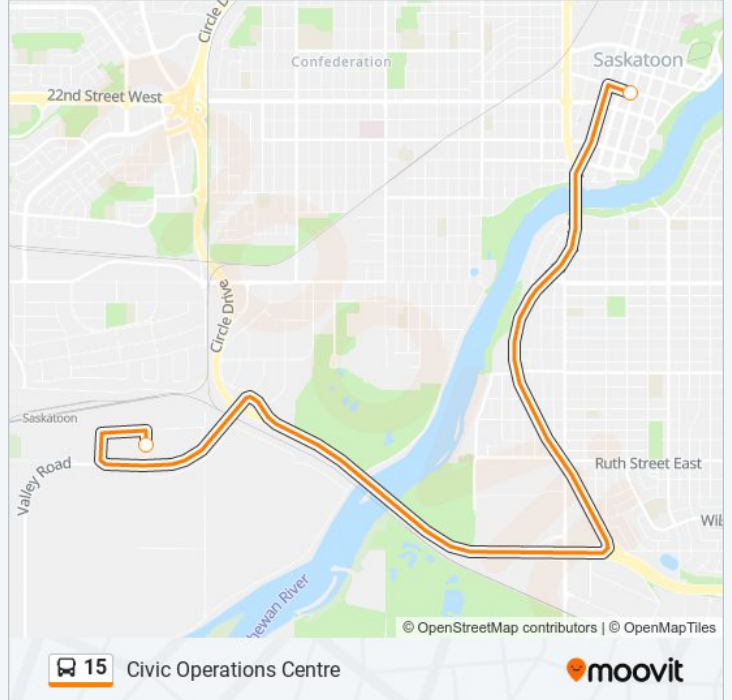 Circle D
Saskatoon
Confederation
22nd Street West
Circle Drive
Saskatoon
Valley Road
Ruth Street East
Wil
hewan River
© OpenStreetMap contributors | © OpenMapTiles
15 Civic Operations Centre
moovit